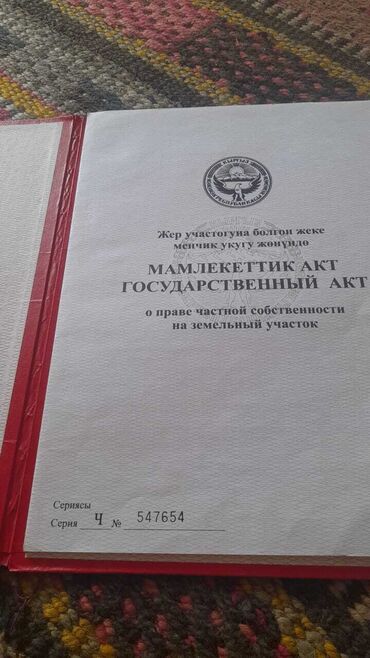 Жер участогуна болгон жеке
менчик укугу жөнүндө
МАМЛЕКЕТТИК АКТ
ГОСУДАРСТВЕННЫЙ АКТ
о праве частной собственности
на земельный участок
Сериясы
Серия Ч № 547654